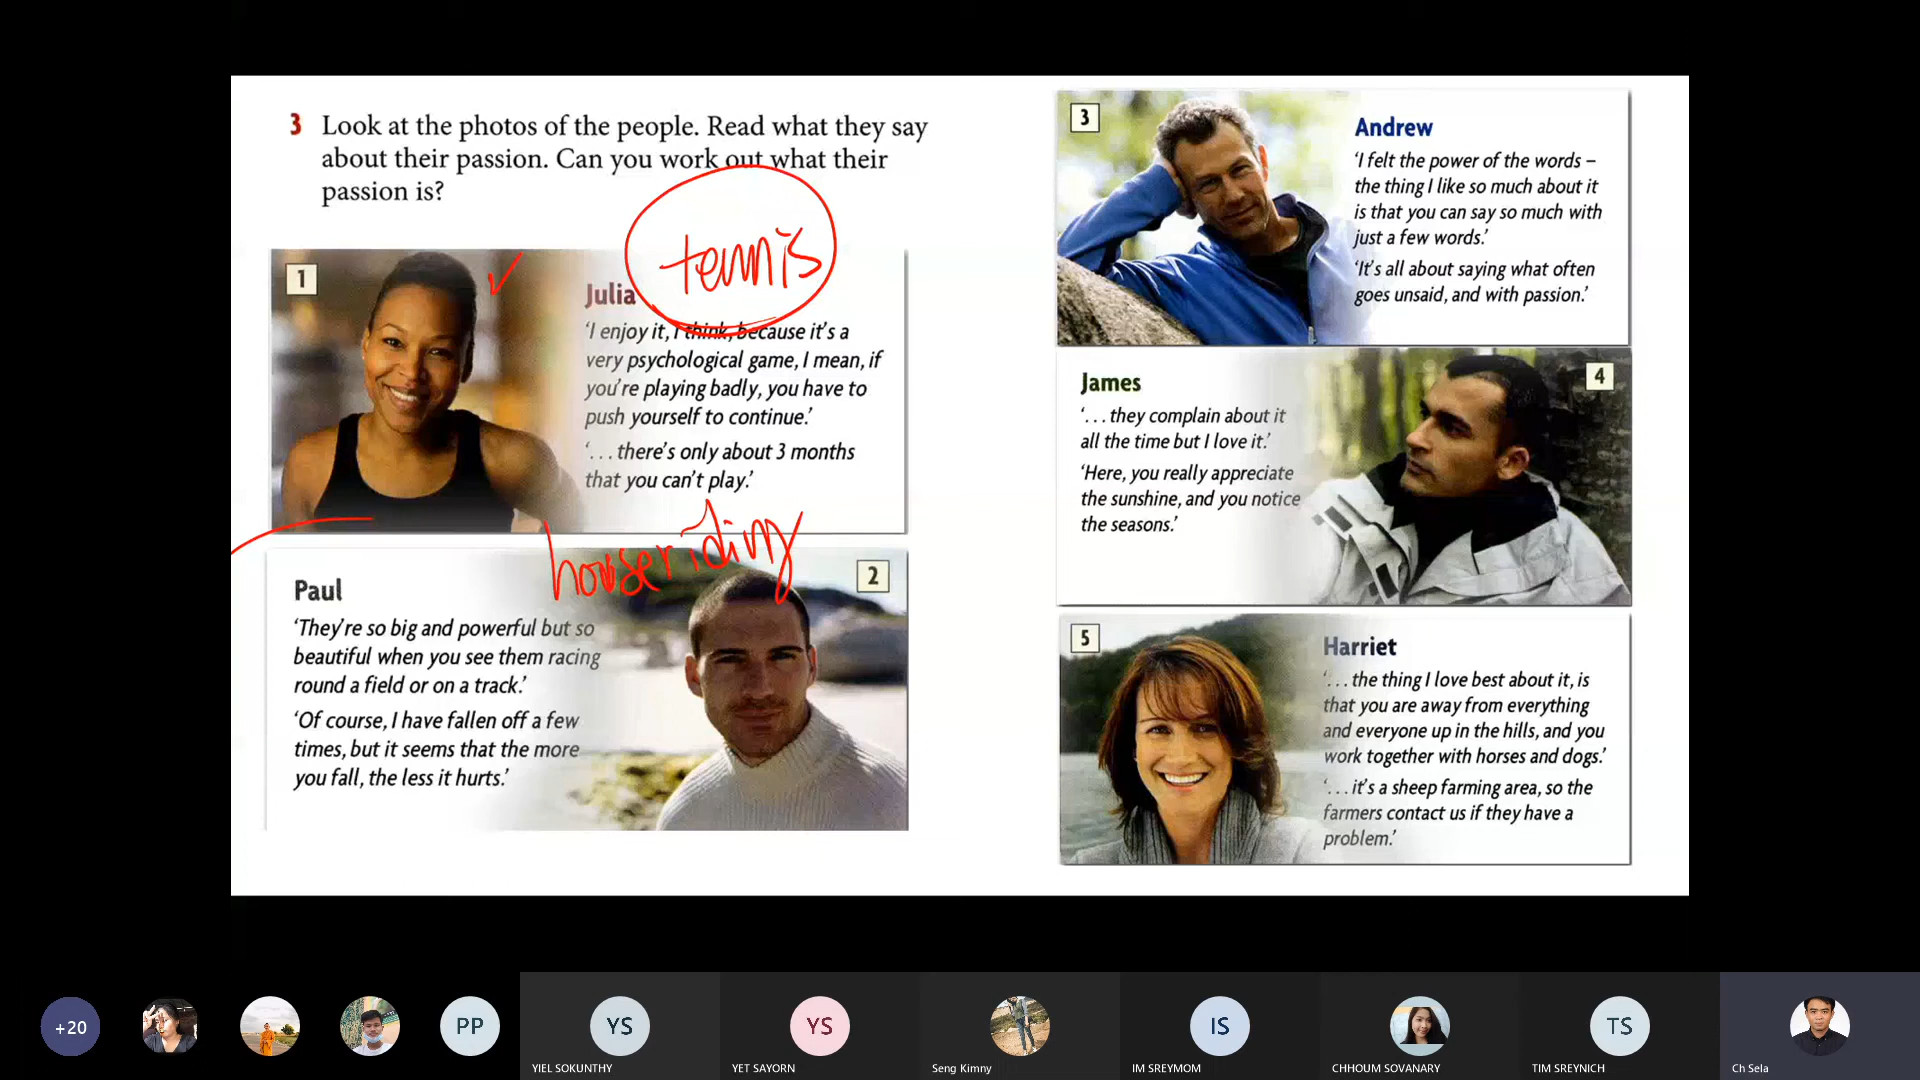 3 Look at the photos of the people. Read what they say
about their passion. Can you work out what their
passion is?
tennis
1
Julia
‘I enjoy it, I think, because it’s a
very psychological game, I mean, if
you’re playing badly, you have to
push yourself to continue.’
‘. . . there’s only about 3 months
that you can’t play.’
houseriding
Paul
2
‘They’re so big and powerful but so
beautiful when you see them racing
round a field or on a track.’
‘Of course, I have fallen off a few
times, but it seems that the more
you fall, the less it hurts.’
3
Andrew
‘I felt the power of the words –
the thing I like so much about it
is that you can say so much with
just a few words.’
‘It’s all about saying what often
goes unsaid, and with passion.’
James
4
‘. . . they complain about it
all the time but I love it.’
‘Here, you really appreciate
the sunshine, and you notice
the seasons.’
5
Harriet
‘. . . the thing I love best about it, is
that you are away from everything
and everyone up in the hills, and you
work together with horses and dogs.’
‘. . . it’s a sheep farming area, so the
farmers contact us if they have a
problem.’
+20
PP
YS
YS
IS
TS
YIEL SOKUNTHY
YET SAYORN
Seng Kimny
IM SREYMOM
CHHOUM SOVANARY
TIM SREYNICH
Ch Sela